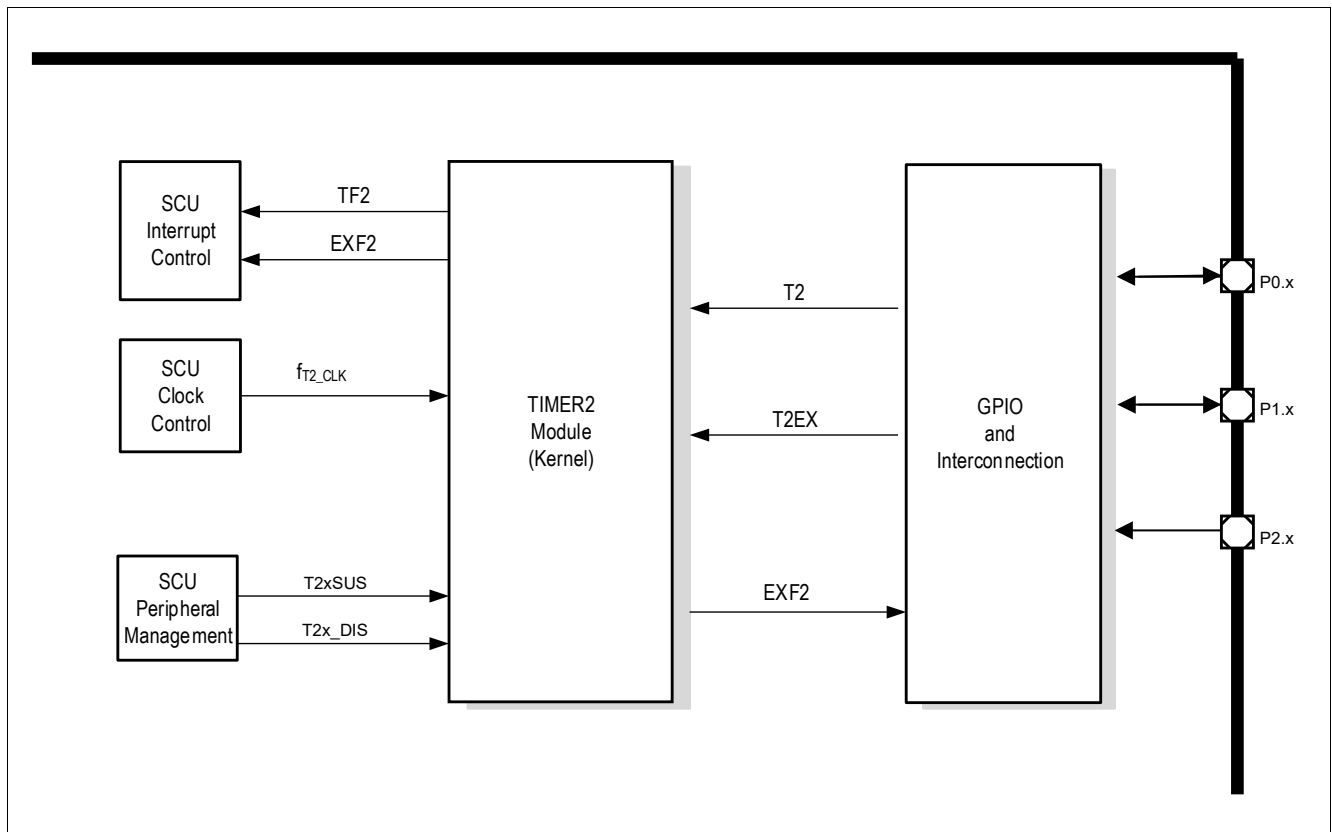 SCU
Interrupt
Control
TF2
EXF2
SCU
Clock
Control
fT2_CLK
SCU
Peripheral
Management
T2xSUS
T2x_DIS
TIMER2
Module
(Kernel)
T2
T2EX
EXF2
GPIO
and
Interconnection
P0.x
P1.x
P2.x